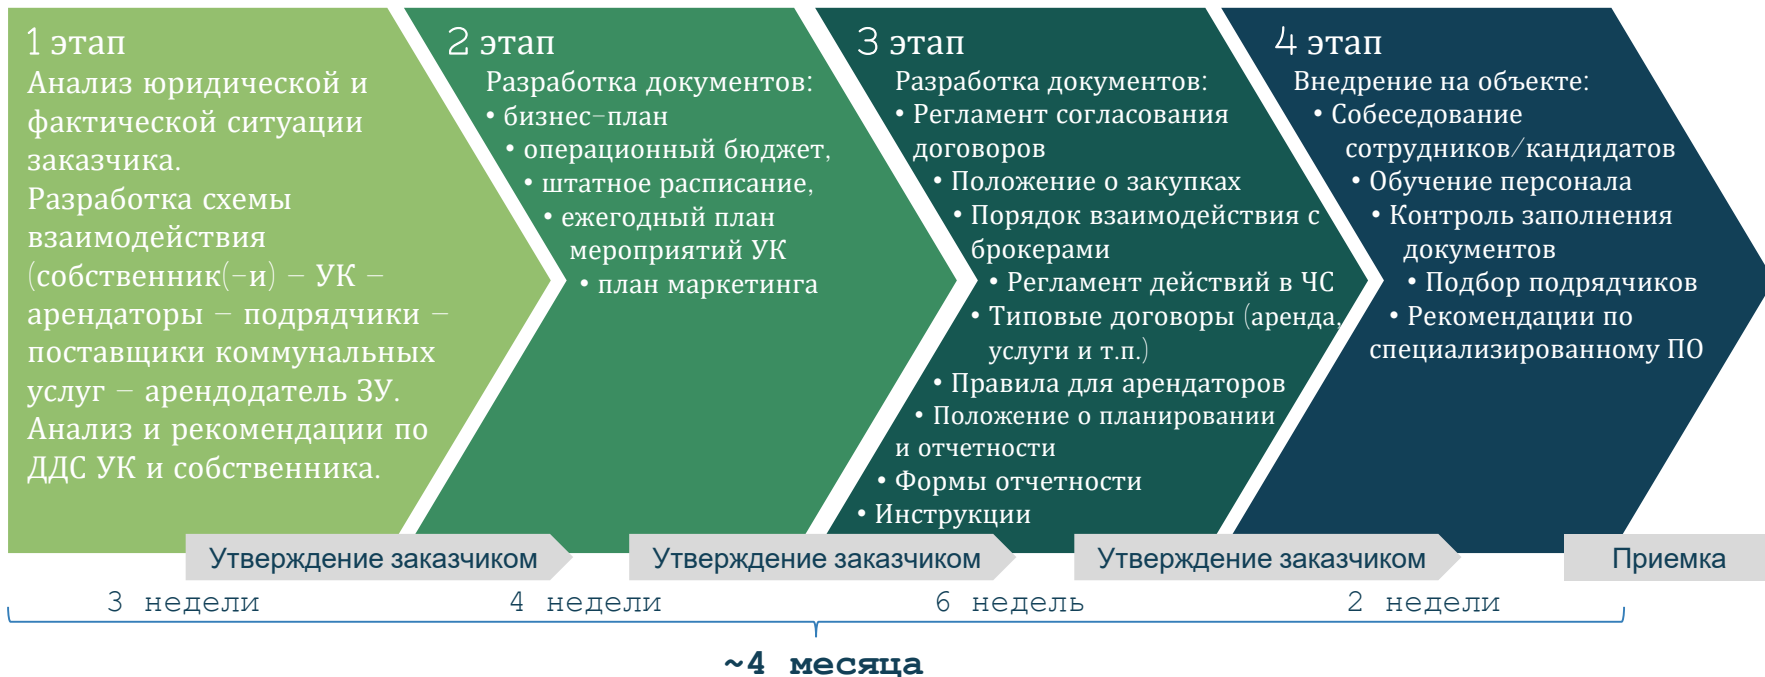 1 этап
Анализ юридической и
фактической ситуации
заказчика.
Разработка схемы
взаимодействия
(собственник(-и) – УК –
арендаторы – подрядчики –
поставщики коммунальных
услуг – арендодатель ЗУ.
Анализ и рекомендации по
ДДС УК и собственника.
2 этап
Разработка документов:
• бизнес-план
• операционный бюджет,
• штатное расписание,
• ежегодный план
мероприятий УК
• план маркетинга
3 этап
Разработка документов:
• Регламент согласования
договоров
• Положение о закупках
• Порядок взаимодействия с
брокерами
• Регламент действий в ЧС
• Типовые договоры (аренда,
услуги и т.п.)
• Правила для арендаторов
• Положение о планировании
и отчетности
• Формы отчетности
• Инструкции
4 этап
Внедрение на объекте:
• Собеседование
сотрудников/кандидатов
• Обучение персонала
• Контроль заполнения
документов
• Подбор подрядчиков
• Рекомендации по
специализированному ПО
Утверждение заказчиком
Утверждение заказчиком
Утверждение заказчиком
Приемка
3 недели
4 недели
6 недель
2 недели
~4 месяца